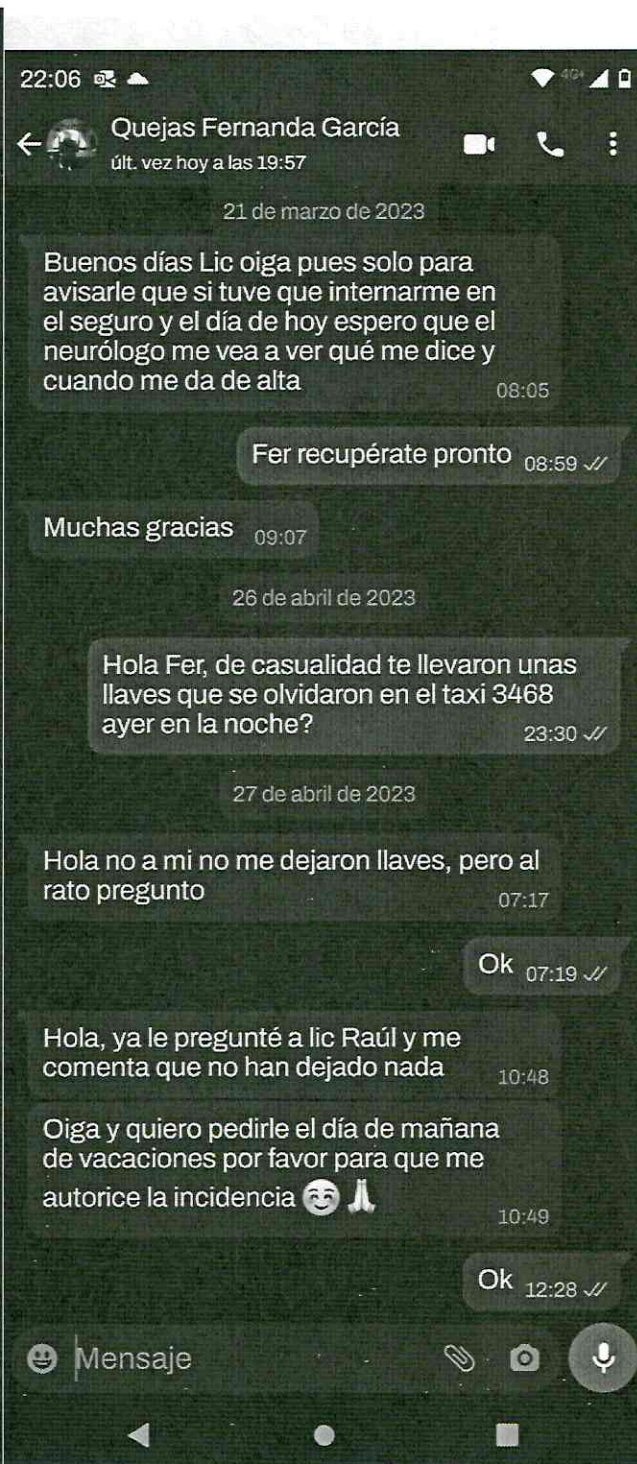 22:06
4G+
Quejas Fernanda García
últ. vez hoy a las 19:57
21 de marzo de 2023
Buenos días Lic oiga pues solo para
avisarle que si tuve que internarme en
el seguro y el día de hoy espero que el
neurólogo me vea a ver qué me dice y
cuando me da de alta
08:05
Fer recupérate pronto 08:59
Muchas gracias 09:07
26 de abril de 2023
Hola Fer, de casualidad te llevaron unas
llaves que se olvidaron en el taxi 3468
ayer en la noche?
23:30
27 de abril de 2023
Hola no a mi no me dejaron llaves, pero al
rato pregunto
07:17
Ok 07:19
Hola, ya le pregunté a lic Raúl y me
comenta que no han dejado nada
10:48
Oiga y quiero pedirle el día de mañana
de vacaciones por favor para que me
autorice la incidencia ☺️🙏
10:49
Ok 12:28
Mensaje